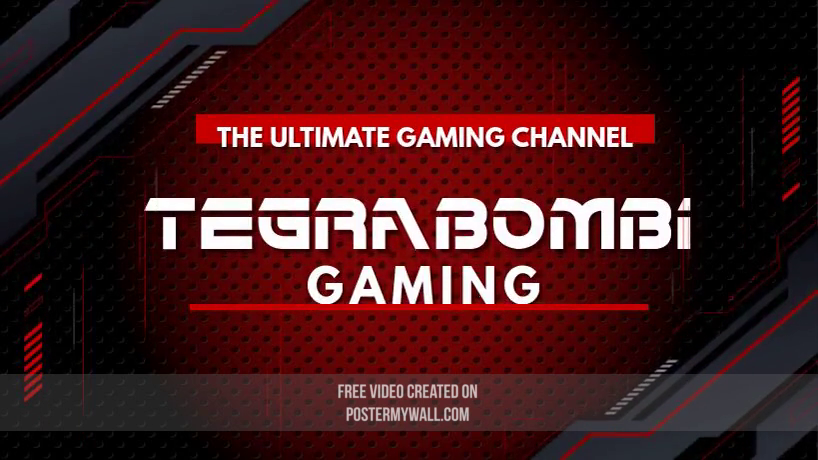 THE ULTIMATE GAMING CHANNEL
TEGRABOMBI
GAMING
FREE VIDEO CREATED ON
POSTERMYWALL.COM